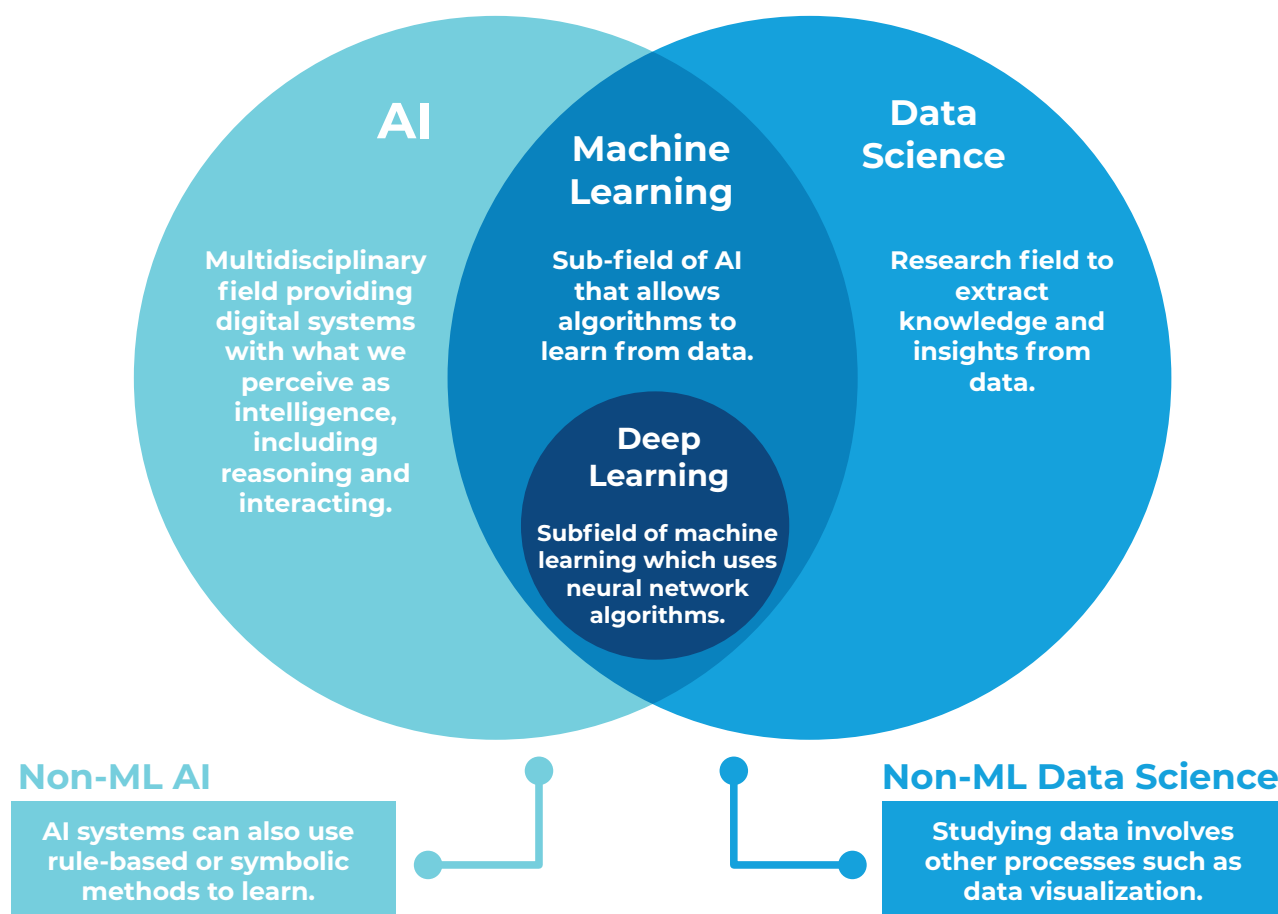 AI
Multidisciplinary
field providing
digital systems
with what we
perceive as
intelligence,
including
reasoning and
interacting.
Machine
Learning
Sub-field of AI
that allows
algorithms to
learn from data.
Deep
Learning
Subfield of machine
learning which uses
neural network
algorithms.
Data
Science
Research field to
extract
knowledge and
insights from
data.
Non-ML AI
AI systems can also use
rule-based or symbolic
methods to learn.
Non-ML Data Science
Studying data involves
other processes such as
data visualization.